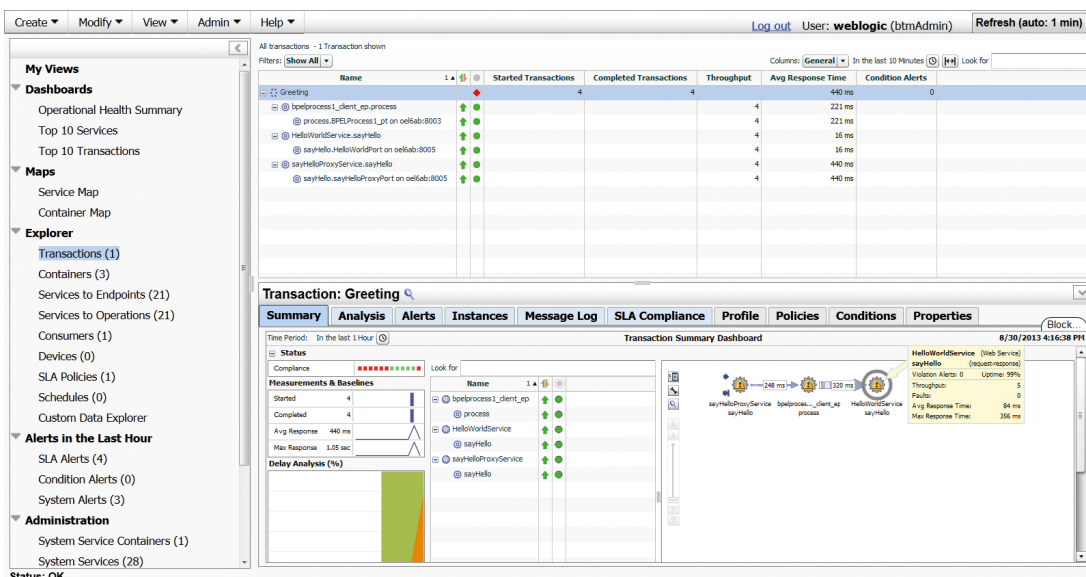 Create ▼ Modify ▼ View ▼ Admin ▼ Help ▼ Log out User: weblogic (btmAdmin) Refresh (auto: 1 min)
My Views
Dashboards
Operational Health Summary
Top 10 Services
Top 10 Transactions
Maps
Service Map
Container Map
Explorer
Transactions (1)
Containers (3)
Services to Endpoints (21)
Services to Operations (21)
Consumers (1)
Devices (0)
SLA Policies (1)
Schedules (0)
Custom Data Explorer
Alerts in the Last Hour
SLA Alerts (4)
Condition Alerts (0)
System Alerts (3)
Administration
System Service Containers (1)
System Services (28)
Status: OK
All transactions - 1 Transaction shown
Filters: Show All Columns: General In the last 10 Minutes Look for
Name 1 Started Transactions Completed Transactions Throughput Avg Response Time Condition Alerts
Greeting 4 4 440 ms 0
bpelprocess1_client_ep.process 4 221 ms
process.BPELProcess1_pt on oel6ab:8003 4 221 ms
HelloWorldService.sayHello 4 16 ms
sayHello.HelloWorldPort on oel6ab:8005 4 16 ms
sayHelloProxyService.sayHello 4 440 ms
sayHello.sayHelloProxyPort on oel6ab:8005 4 440 ms
Transaction: Greeting
Summary Analysis Alerts Instances Message Log SLA Compliance Profile Policies Conditions Properties
Block...
Time Period: In the last 1 Hour Transaction Summary Dashboard 8/30/2013 4:16:38 PM
Status
Compliance
Measurements & Baselines
Started 4
Completed 4
Avg Response 440 ms
Max Response 1.05 sec
Delay Analysis (%)
Look for
Name 1
bpelprocess1_client_ep
process
HelloWorldService
sayHello
sayHelloProxyService
sayHello
248 ms 320 ms
sayHelloProxyService bpelproces..._client_ep HelloWorldService
sayHello process sayHello
HelloWorldService (Web Service)
sayHello (request-response)
Violation Alerts: 0 Uptime: 99%
Throughput: 5
Faults: 0
Avg Response Time: 84 ms
Max Response Time: 356 ms